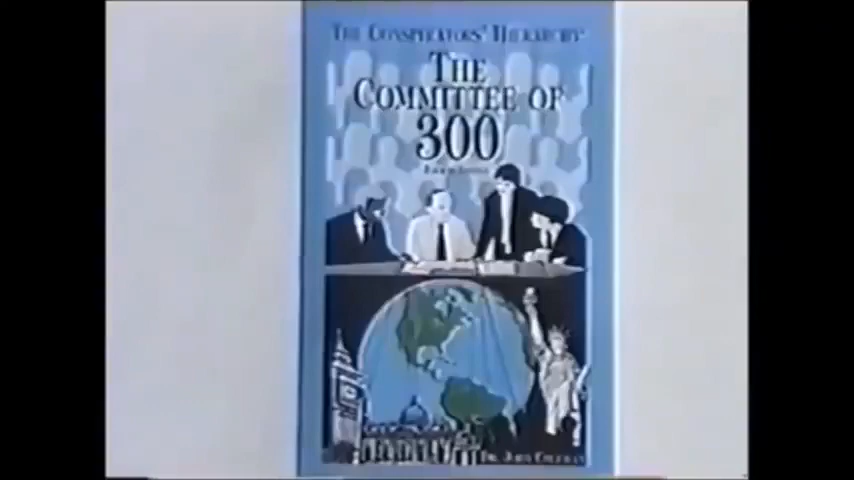 THE CONSPIRATORS' HIERARCHY:
THE
COMMITTEE OF
300
DR. JOHN COLEMAN